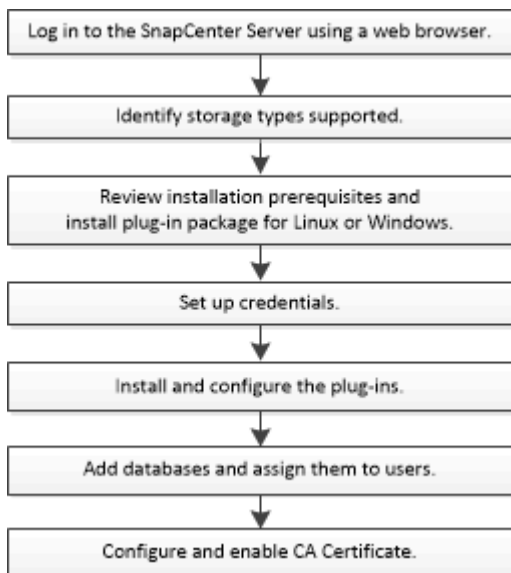 Log in to the SnapCenter Server using a web browser.
Identify storage types supported.
Review installation prerequisites and
install plug-in package for Linux or Windows.
Set up credentials.
Install and configure the plug-ins.
Add databases and assign them to users.
Configure and enable CA Certificate.